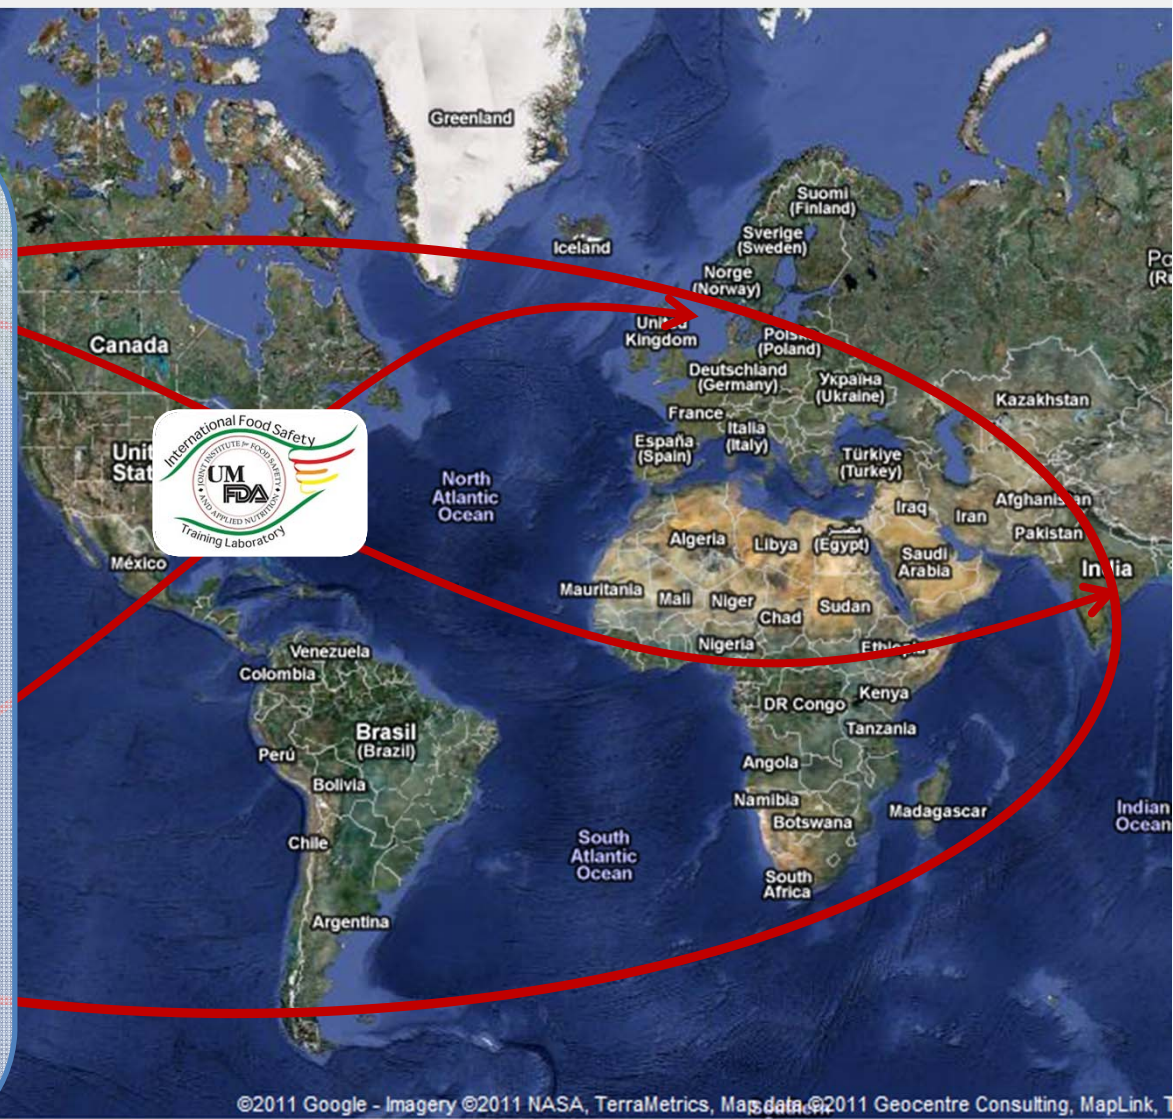 Greenland
Suomi
(Finland)
Sverige
(Sweden)
Iceland
Norge
(Norway)
Canada
United
Kingdom
(Poland)
Deutschland
(Germany)
Україна
(Ukraine)
Kazakhstan
France
Italia
(Italy)
España
(Spain)
Türkiye
(Turkey)
International Food Safety
JOINT INSTITUTE for FOOD SAFETY
UM
FDA
• AND APPLIED NUTRITION •
Training Laboratory
North
Atlantic
Ocean
Iraq
Iran
Afghanistan
Pakistan
Algeria
Libya
مصر
(Egypt)
Saudi
Arabia
India
México
Mauritania
Mali
Niger
Chad
Sudan
Nigeria
Ethiopia
Venezuela
Colombia
DR Congo
Kenya
Tanzania
Brasil
(Brazil)
Perú
Bolivia
Angola
Namibia
Botswana
Madagascar
Indian
Ocean
Chile
South
Atlantic
Ocean
South
Africa
Argentina
©2011 Google - Imagery ©2011 NASA, TerraMetrics, Map data ©2011 Geocentre Consulting, MapLink